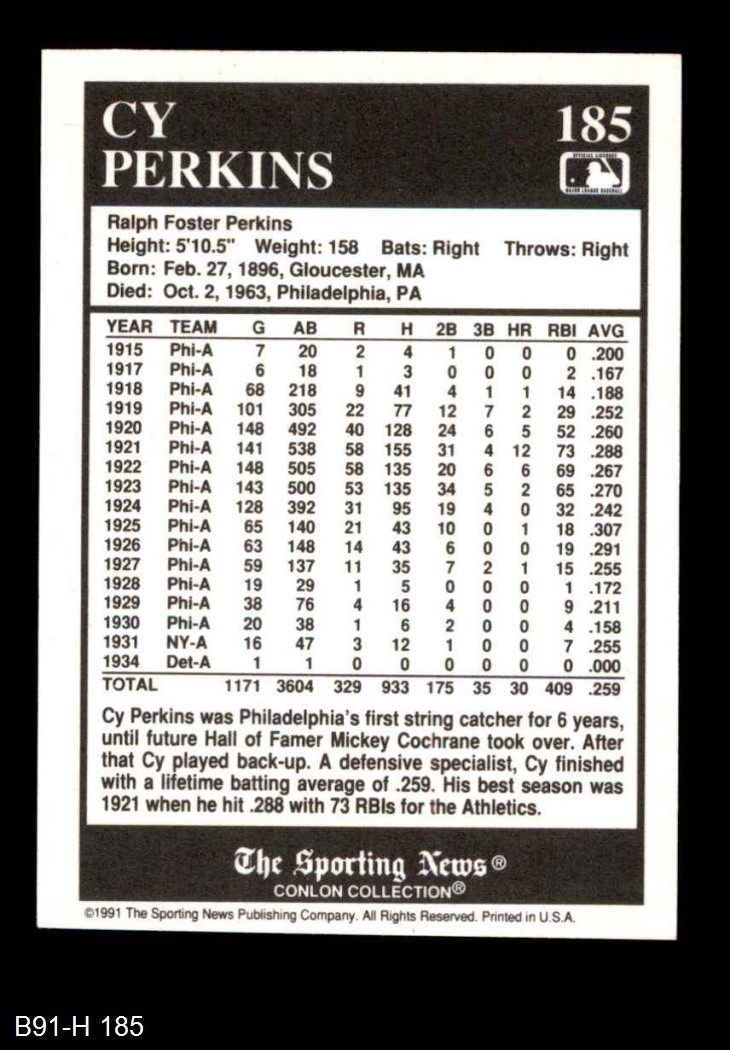 CY 185
PERKINS
OFFICIAL LICENSEE
MAJOR LEAGUE BASEBALL
Ralph Foster Perkins
Height: 5'10.5" Weight: 158 Bats: Right Throws: Right
Born: Feb. 27, 1896, Gloucester, MA
Died: Oct. 2, 1963, Philadelphia, PA
YEAR TEAM G AB R H 2B 3B HR RBI AVG
1915 Phi-A 7 20 2 4 1 0 0 0 .200
1917 Phi-A 6 18 1 3 0 0 0 2 .167
1918 Phi-A 68 218 9 41 4 1 1 14 .188
1919 Phi-A 101 305 22 77 12 7 2 29 .252
1920 Phi-A 148 492 40 128 24 6 5 52 .260
1921 Phi-A 141 538 58 155 31 4 12 73 .288
1922 Phi-A 148 505 58 135 20 6 6 69 .267
1923 Phi-A 143 500 53 135 34 5 2 65 .270
1924 Phi-A 128 392 31 95 19 4 0 32 .242
1925 Phi-A 65 140 21 43 10 0 1 18 .307
1926 Phi-A 63 148 14 43 6 0 0 19 .291
1927 Phi-A 59 137 11 35 7 2 1 15 .255
1928 Phi-A 19 29 1 5 0 0 0 1 .172
1929 Phi-A 38 76 4 16 4 0 0 9 .211
1930 Phi-A 20 38 1 6 2 0 0 4 .158
1931 NY-A 16 47 3 12 1 0 0 7 .255
1934 Det-A 1 1 0 0 0 0 0 0 .000
TOTAL 1171 3604 329 933 175 35 30 409 .259
Cy Perkins was Philadelphia's first string catcher for 6 years,
until future Hall of Famer Mickey Cochrane took over. After
that Cy played back-up. A defensive specialist, Cy finished
with a lifetime batting average of .259. His best season was
1921 when he hit .288 with 73 RBIs for the Athletics.
The Sporting News®
CONLON COLLECTION®
©1991 The Sporting News Publishing Company. All Rights Reserved. Printed in U.S.A.
B91-H 185